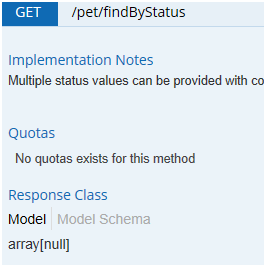 GET /pet/findByStatus
Implementation Notes
Multiple status values can be provided with co
Quotas
No quotas exists for this method
Response Class
Model Model Schema
array[null]